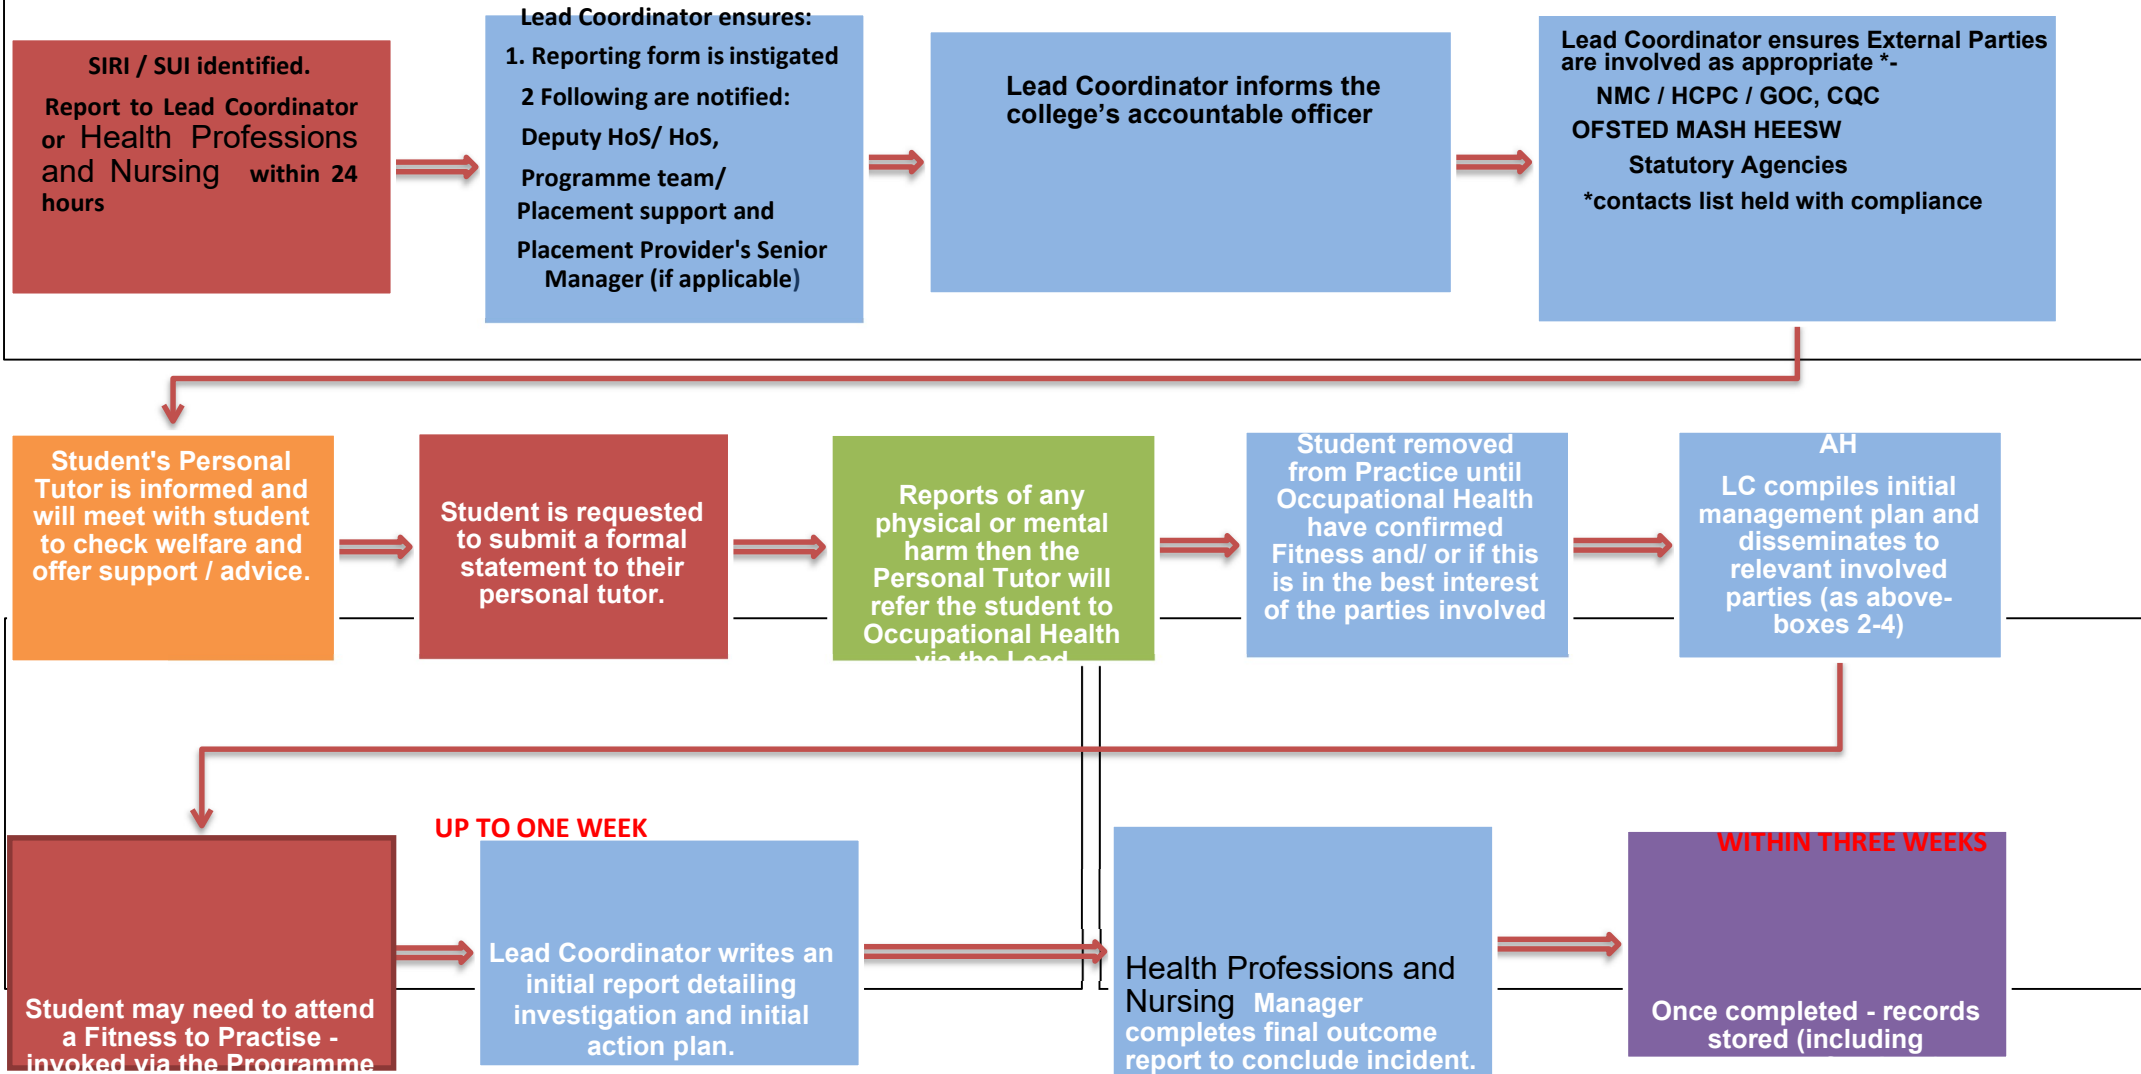 SIRI / SUI identified.
Report to Lead Coordinator
or Health Professions
and Nursing within 24
hours
Lead Coordinator ensures:
1. Reporting form is instigated
2 Following are notified:
Deputy HoS/ HoS,
Programme team/
Placement support and
Placement Provider's Senior
Manager (if applicable)
Lead Coordinator informs the
college's accountable officer
Lead Coordinator ensures External Parties
are involved as appropriate *-
NMC / HCPC / GOC, CQC
OFSTED MASH HEESW
Statutory Agencies
*contacts list held with compliance
Student's Personal
Tutor is informed and
will meet with student
to check welfare and
offer support / advice.
Student is requested
to submit a formal
statement to their
personal tutor.
Reports of any
physical or mental
harm then the
Personal Tutor will
refer the student to
Occupational Health
via the Lead
Student removed
from Practice until
Occupational Health
have confirmed
Fitness and/ or if this
is in the best interest
of the parties involved
AH
LC compiles initial
management plan and
disseminates to
relevant involved
parties (as above-
boxes 2-4)
Student may need to attend
a Fitness to Practise -
invoked via the Programme
UP TO ONE WEEK
Lead Coordinator writes an
initial report detailing
investigation and initial
action plan.
Health Professions and
Nursing Manager
completes final outcome
report to conclude incident.
WITHIN THREE WEEKS
Once completed - records
stored (including